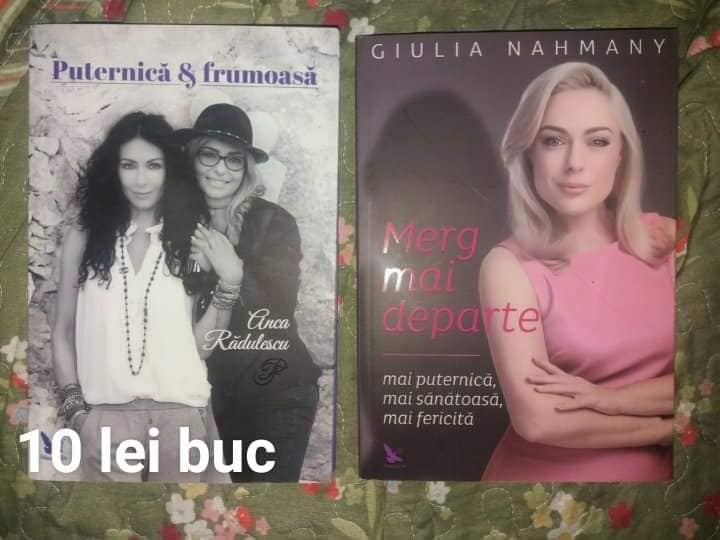 Puternică & frumoasă
Anca
Rădulescu
GIULIA NAHMANY
Merg
mai
departe
mai puternică,
mai sănătoasă,
mai fericită
10 lei buc